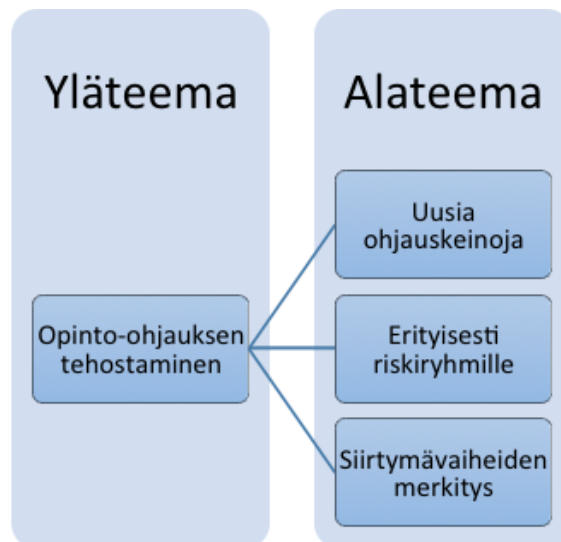 Yläteema
Opinto-ohjauksen
tehostaminen
Alateema
Uusia
ohjauskeinoja
Erityisesti
riskiryhmille
Siirtymävaiheiden
merkitys